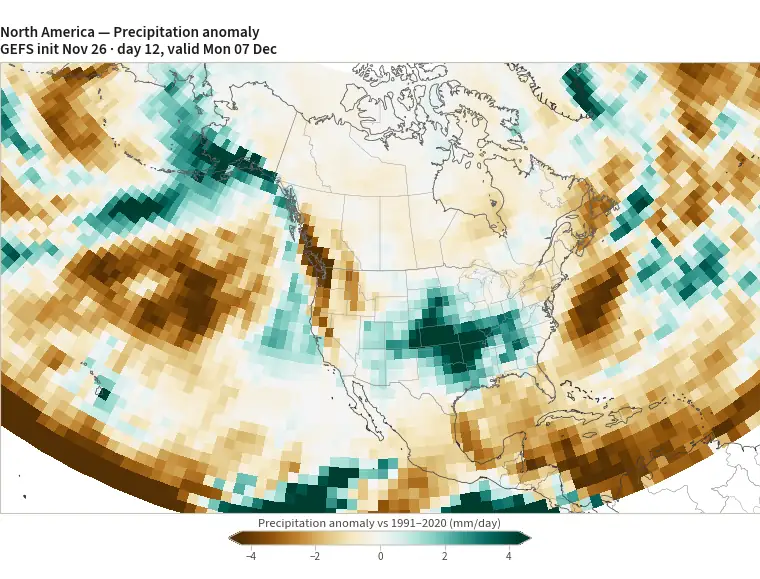 North America — Precipitation anomaly
GEFS init Nov 26 · day 12, valid Mon 07 Dec
Precipitation anomaly vs 1991–2020 (mm/day)
−4 −2 0 2 4